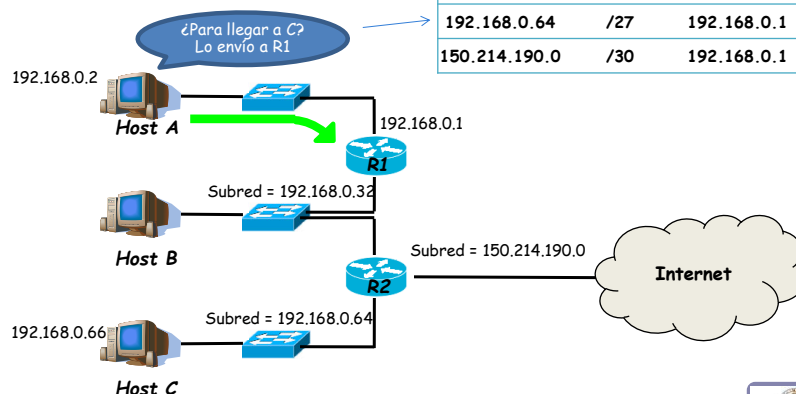 192.168.0.64 /27 192.168.0.1
150.214.190.0 /30 192.168.0.1
¿Para llegar a C?
Lo envío a R1
192.168.0.2
Host A
192.168.0.1
R1
Subred = 192.168.0.32
Host B
Subred = 150.214.190.0
Internet
R2
Subred = 192.168.0.64
192.168.0.66
Host C